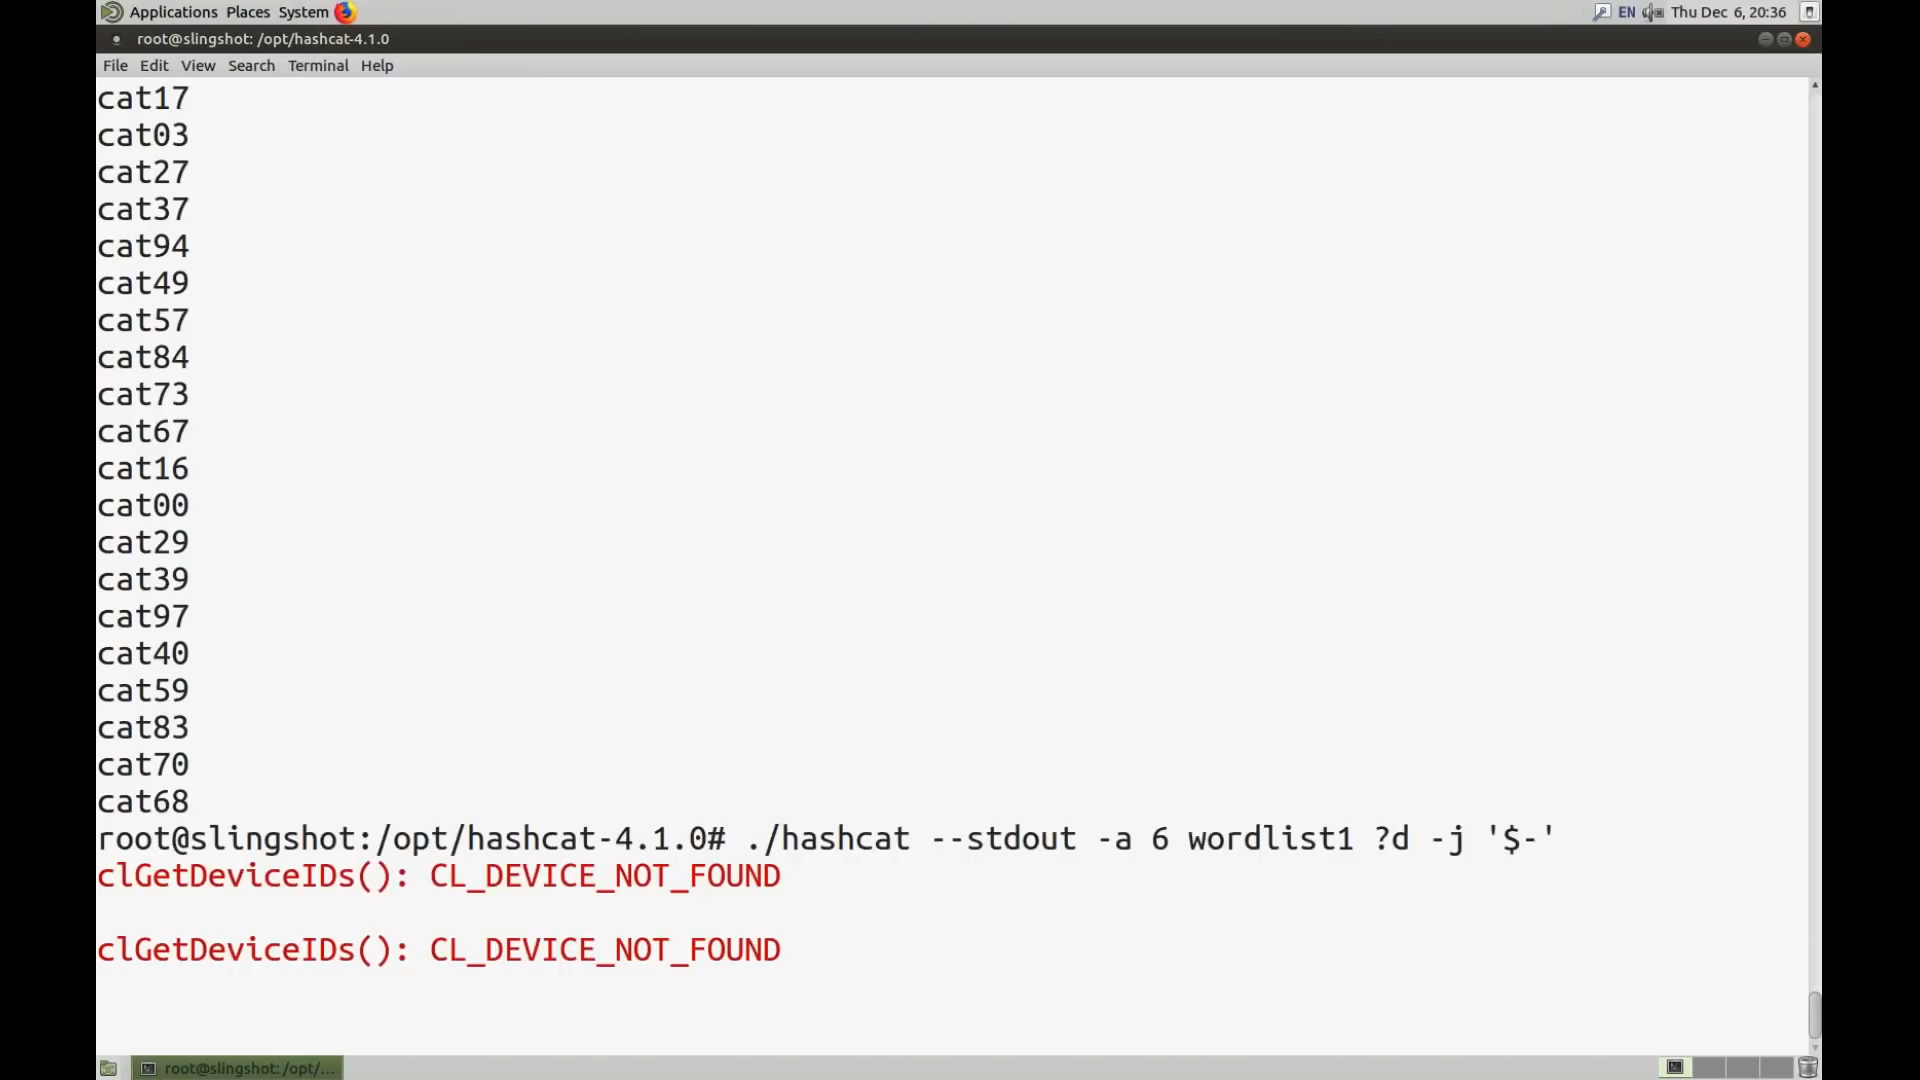 Applications Places System
EN Thu Dec 6, 20:36
root@slingshot: /opt/hashcat-4.1.0
File Edit View Search Terminal Help
cat17
cat03
cat27
cat37
cat94
cat49
cat57
cat84
cat73
cat67
cat16
cat00
cat29
cat39
cat97
cat40
cat59
cat83
cat70
cat68
root@slingshot:/opt/hashcat-4.1.0# ./hashcat --stdout -a 6 wordlist1 ?d -j '$-'
clGetDeviceIDs(): CL_DEVICE_NOT_FOUND
clGetDeviceIDs(): CL_DEVICE_NOT_FOUND
root@slingshot: /opt/...